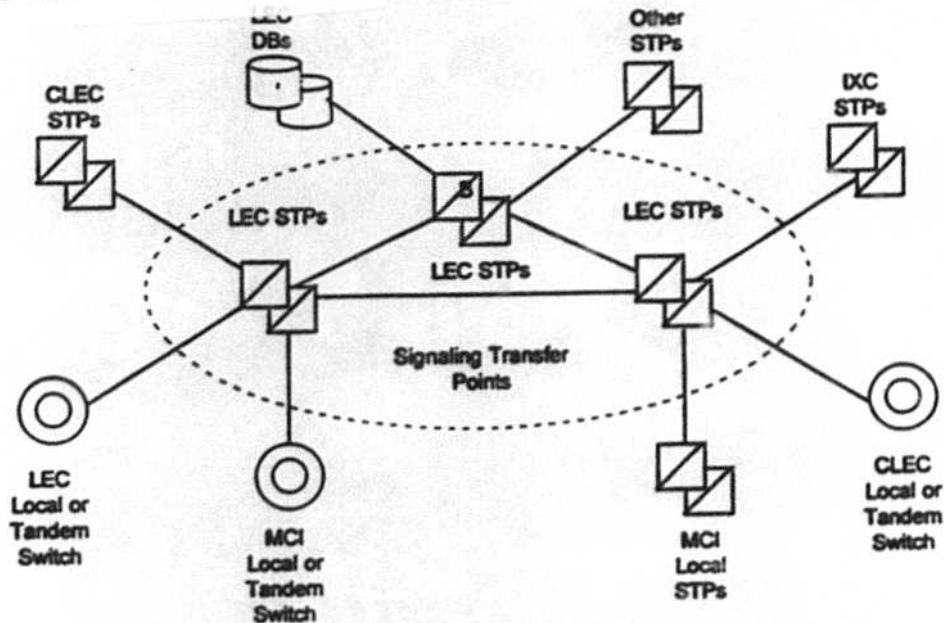 LEC
DBs
Other
STPs
CLEC
STPs
IXC
STPs
S
LEC STPs
LEC STPs
LEC STPs
Signaling Transfer
Points
LEC
Local or
Tandem
Switch
MCI
Local or
Tandem
Switch
MCI
Local
STPs
CLEC
Local or
Tandem
Switch